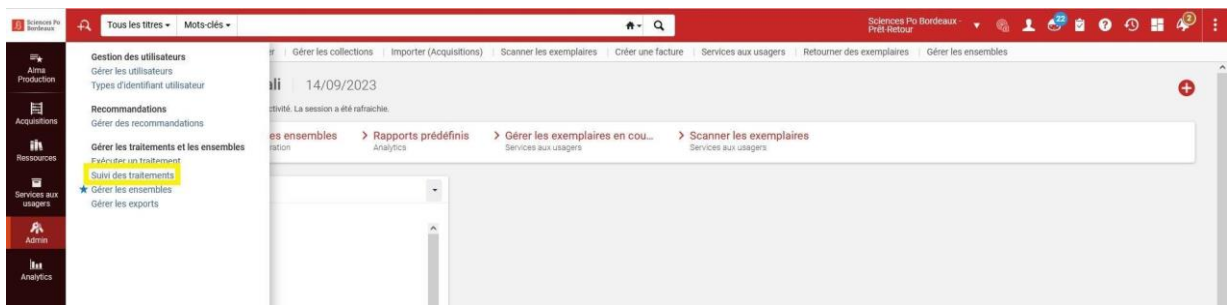 Sciences Po
Bordeaux
Tous les titres
Mots-clés
Sciences Po Bordeaux -
Prêt-Retour
22
2
Alma
Production
Acquisitions
Ressources
Services aux
usagers
Admin
Analytics
Gestion des utilisateurs
Gérer les utilisateurs
Types d'identifiant utilisateur
Recommandations
Gérer des recommandations
Gérer les traitements et les ensembles
Exécuter un traitement
Suivi des traitements
Gérer les ensembles
Gérer les exports
er | Gérer les collections | Importer (Acquisitions) | Scanner les exemplaires | Créer une facture | Services aux usagers | Retourner des exemplaires | Gérer les ensembles
ali | 14/09/2023
ctivité. La session a été rafraichie.
es ensembles
ration
Rapports prédéfinis
Analytics
Gérer les exemplaires en cou...
Services aux usagers
Scanner les exemplaires
Services aux usagers